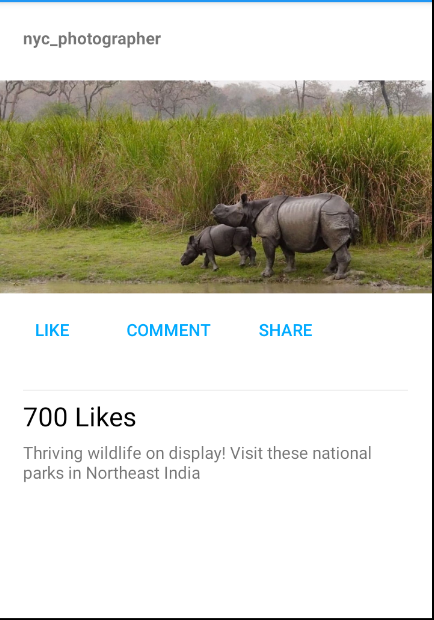 nyc_photographer
LIKE COMMENT SHARE
700 Likes
Thriving wildlife on display! Visit these national
parks in Northeast India